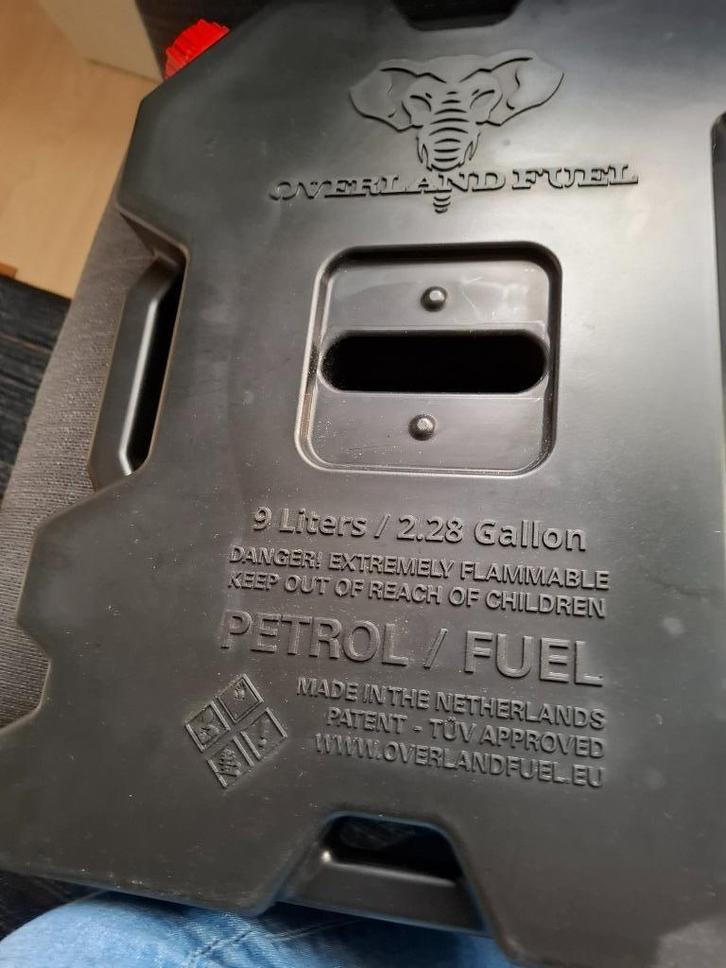 OVERLAND FUEL
9 Liters / 2.28 Gallon
DANGER! EXTREMELY FLAMMABLE
KEEP OUT OF REACH OF CHILDREN
PETROL / FUEL
MADE IN THE NETHERLANDS
PATENT - TÜV APPROVED
WWW.OVERLANDFUEL.EU